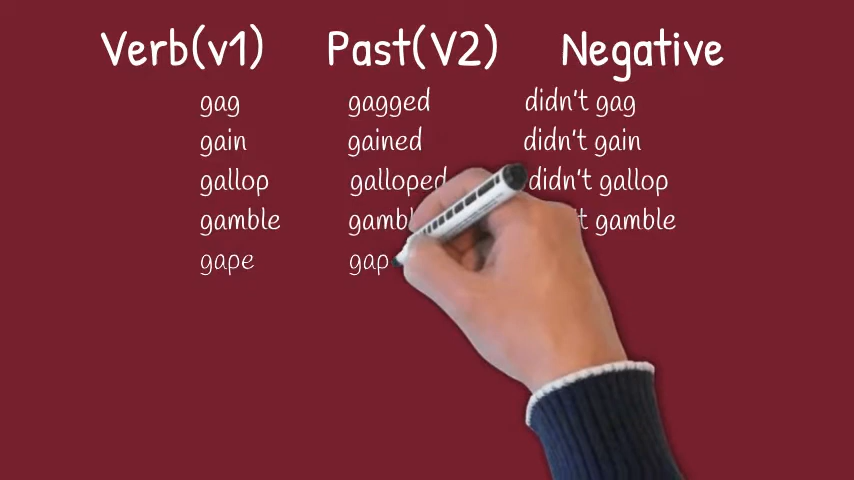 Verb(v1) Past(V2) Negative
gag gagged didn't gag
gain gained didn't gain
gallop galloped didn't gallop
gamble gamble
gape gap